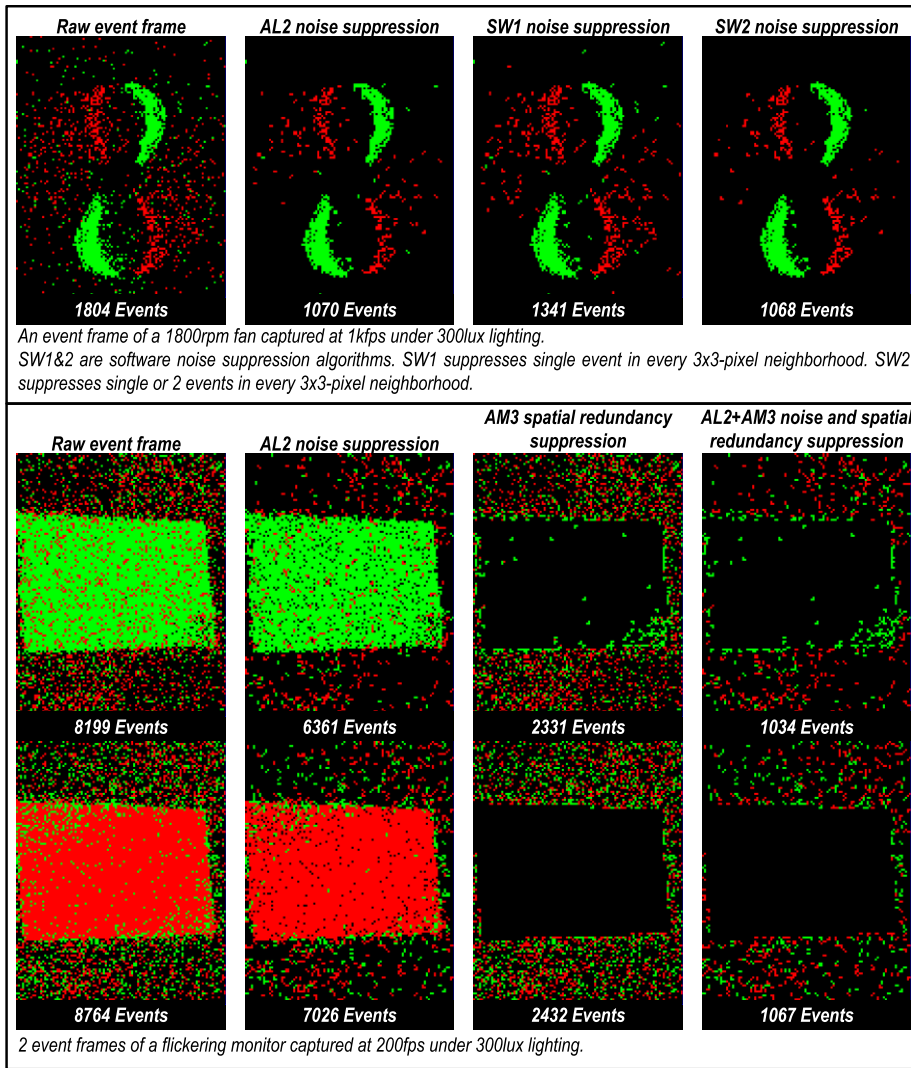 Raw event frame
AL2 noise suppression
SW1 noise suppression
SW2 noise suppression
1804 Events
1070 Events
1341 Events
1068 Events
An event frame of a 1800rpm fan captured at 1kfps under 300lux lighting.
SW1&2 are software noise suppression algorithms. SW1 suppresses single event in every 3x3-pixel neighborhood. SW2
suppresses single or 2 events in every 3x3-pixel neighborhood.
Raw event frame
AL2 noise suppression
AM3 spatial redundancy
suppression
AL2+AM3 noise and spatial
redundancy suppression
8199 Events
6361 Events
2331 Events
1034 Events
8764 Events
7026 Events
2432 Events
1067 Events
2 event frames of a flickering monitor captured at 200fps under 300lux lighting.